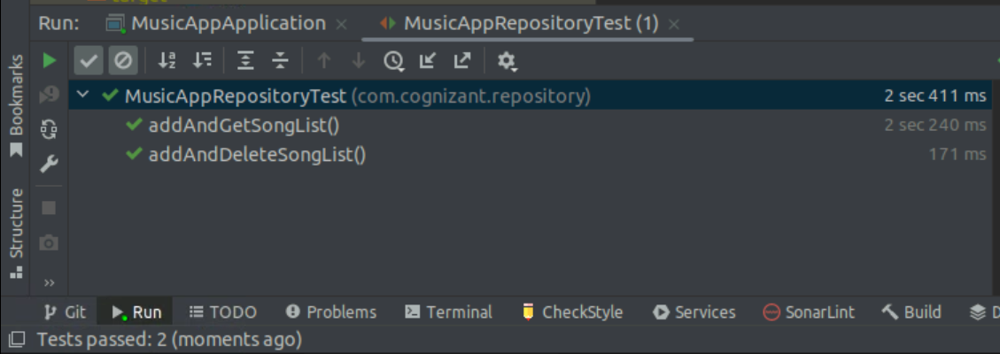 target
Run: MusicAppApplication × MusicAppRepositoryTest (1) ×
Bookmarks
Structure
MusicAppRepositoryTest (com.cognizant.repository) 2 sec 411 ms
addAndGetSongList() 2 sec 240 ms
addAndDeleteSongList() 171 ms
»
Git Run TODO Problems Terminal CheckStyle Services SonarLint Build D
Tests passed: 2 (moments ago)